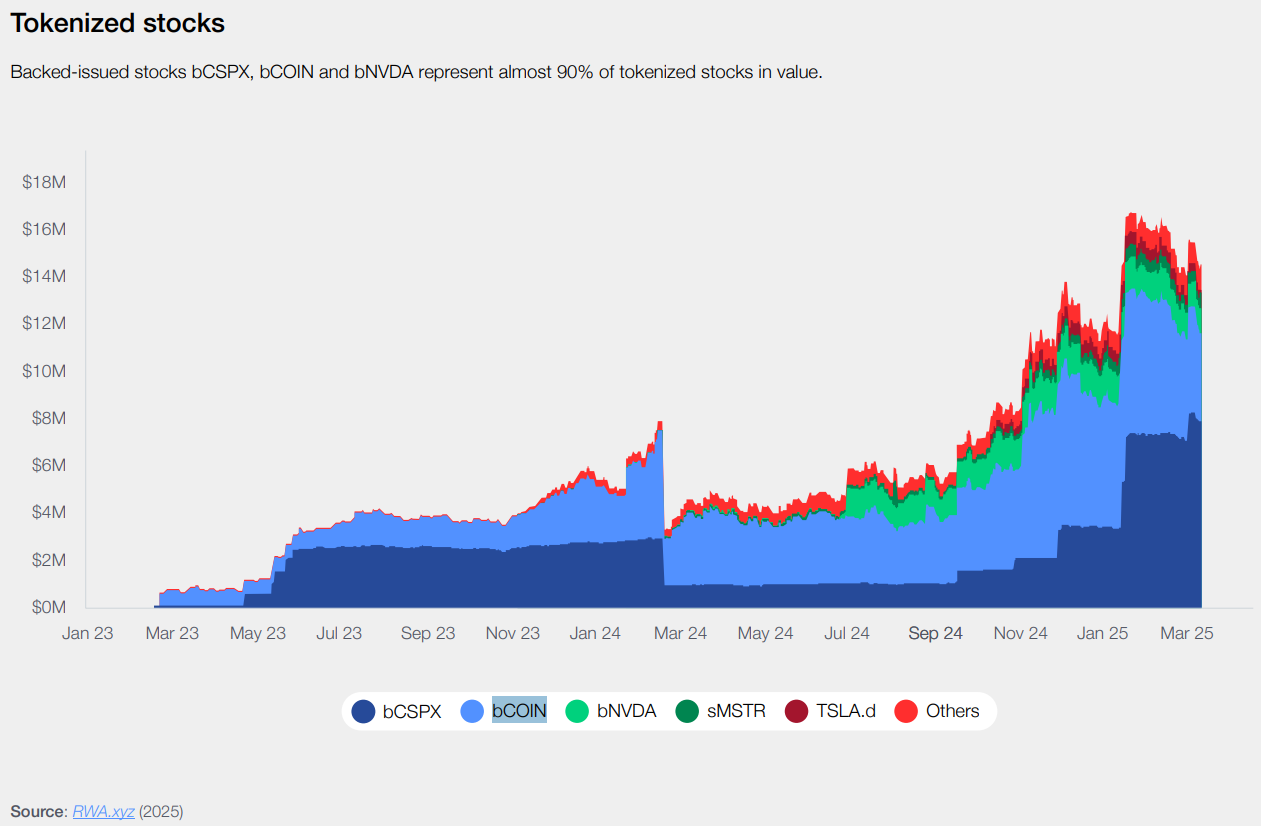 Tokenized stocks
Backed-issued stocks bCSPX, bCOIN and bNVDA represent almost 90% of tokenized stocks in value.
$18M
$16M
$14M
$12M
$10M
$8M
$6M
$4M
$2M
$0M
Jan 23 Mar 23 May 23 Jul 23 Sep 23 Nov 23 Jan 24 Mar 24 May 24 Jul 24 Sep 24 Nov 24 Jan 25 Mar 25
bCSPX bCOIN bNVDA sMSTR TSLA.d Others
Source: RWA.xyz (2025)